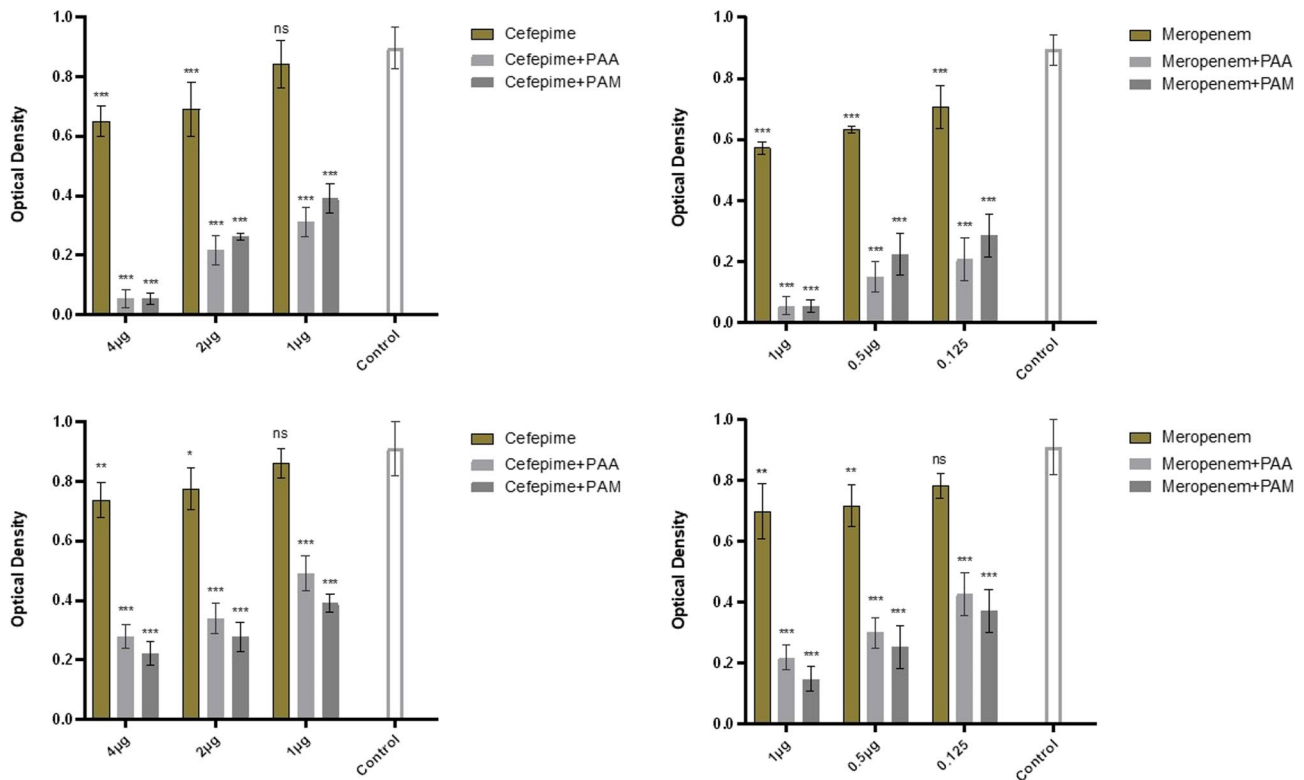 Optical Density
1.0
0.8
0.6
0.4
0.2
0.0
***
***
***
***
***
***
ns
***
***
4μg
2μg
1μg
Control
Cefepime
Cefepime+PAA
Cefepime+PAM
Optical Density
1.0
0.8
0.6
0.4
0.2
0.0
***
***
***
***
***
***
***
***
***
1μg
0.5μg
0.125
Control
Meropenem
Meropenem+PAA
Meropenem+PAM
Optical Density
1.0
0.8
0.6
0.4
0.2
0.0
**
***
***
*
***
***
ns
***
***
4μg
2μg
1μg
Control
Cefepime
Cefepime+PAA
Cefepime+PAM
Optical Density
1.0
0.8
0.6
0.4
0.2
0.0
**
***
***
**
***
***
ns
***
***
1μg
0.5μg
0.125
Control
Meropenem
Meropenem+PAA
Meropenem+PAM